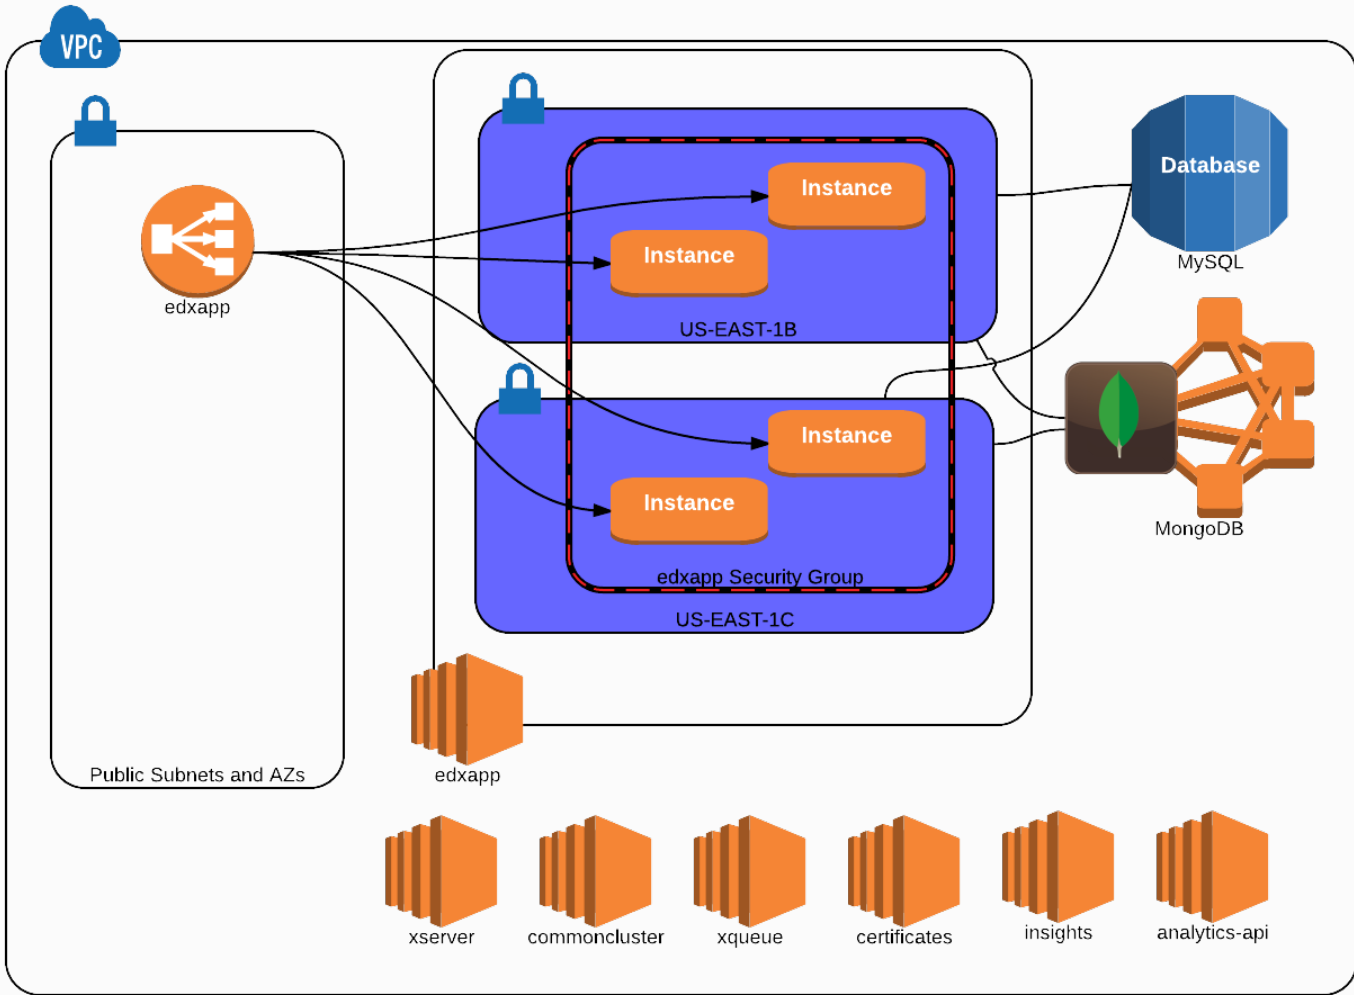 VPC
edxapp
Public Subnets and AZs
Instance
Instance
US-EAST-1B
Instance
Instance
edxapp Security Group
US-EAST-1C
edxapp
Database
MySQL
MongoDB
xserver
commoncluster
xqueue
certificates
insights
analytics-api